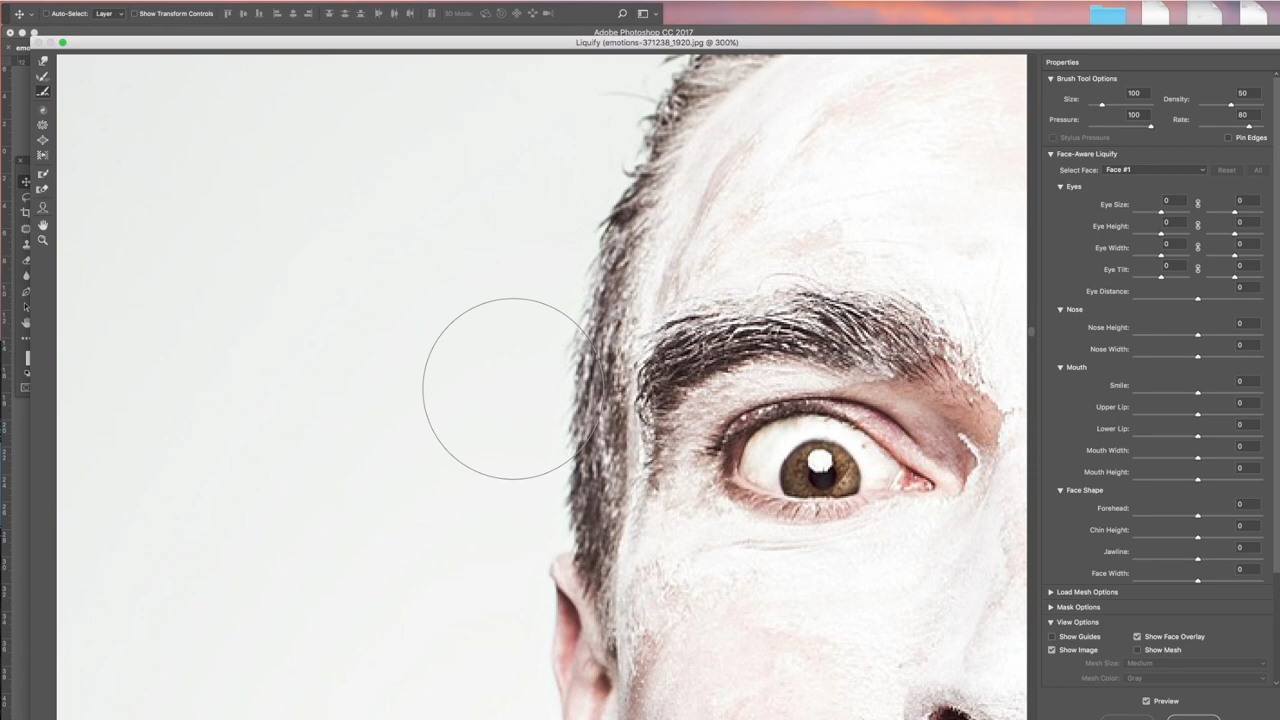 Auto-Select: Layer Show Transform Controls 3D Mode:
Adobe Photoshop CC 2017
Liquify (emotions-371238_1920.jpg @ 300%)
emo
Properties
Brush Tool Options
Size: 100 Density: 50
Pressure: 100 Rate: 80
Stylus Pressure Pin Edges
Face-Aware Liquify
Select Face: Face #1 Reset All
Eyes
Eye Size: 0 0
Eye Height: 0 0
Eye Width: 0 0
Eye Tilt: 0 0
Eye Distance: 0
Nose
Nose Height: 0
Nose Width: 0
Mouth
Smile: 0
Upper Lip: 0
Lower Lip: 0
Mouth Width: 0
Mouth Height: 0
Face Shape
Forehead: 0
Chin Height: 0
Jawline: 0
Face Width: 0
Load Mesh Options
Mask Options
View Options
Show Guides Show Face Overlay
Show Image Show Mesh
Mesh Size: Medium
Mesh Color: Gray
Preview